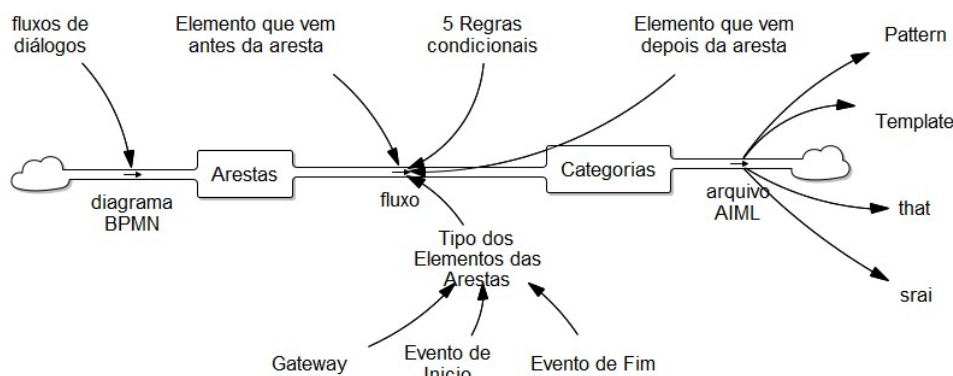 fluxos de
diálogos
Elemento que vem
antes da aresta
5 Regras
condicionais
Elemento que vem
depois da aresta
Pattern
Template
Arestas
Categorias
diagrama
BPMN
fluxo
arquivo
AIML
that
Tipo dos
Elementos das
Arestas
srai
Gateway
Evento de
Inicio
Evento de Fim